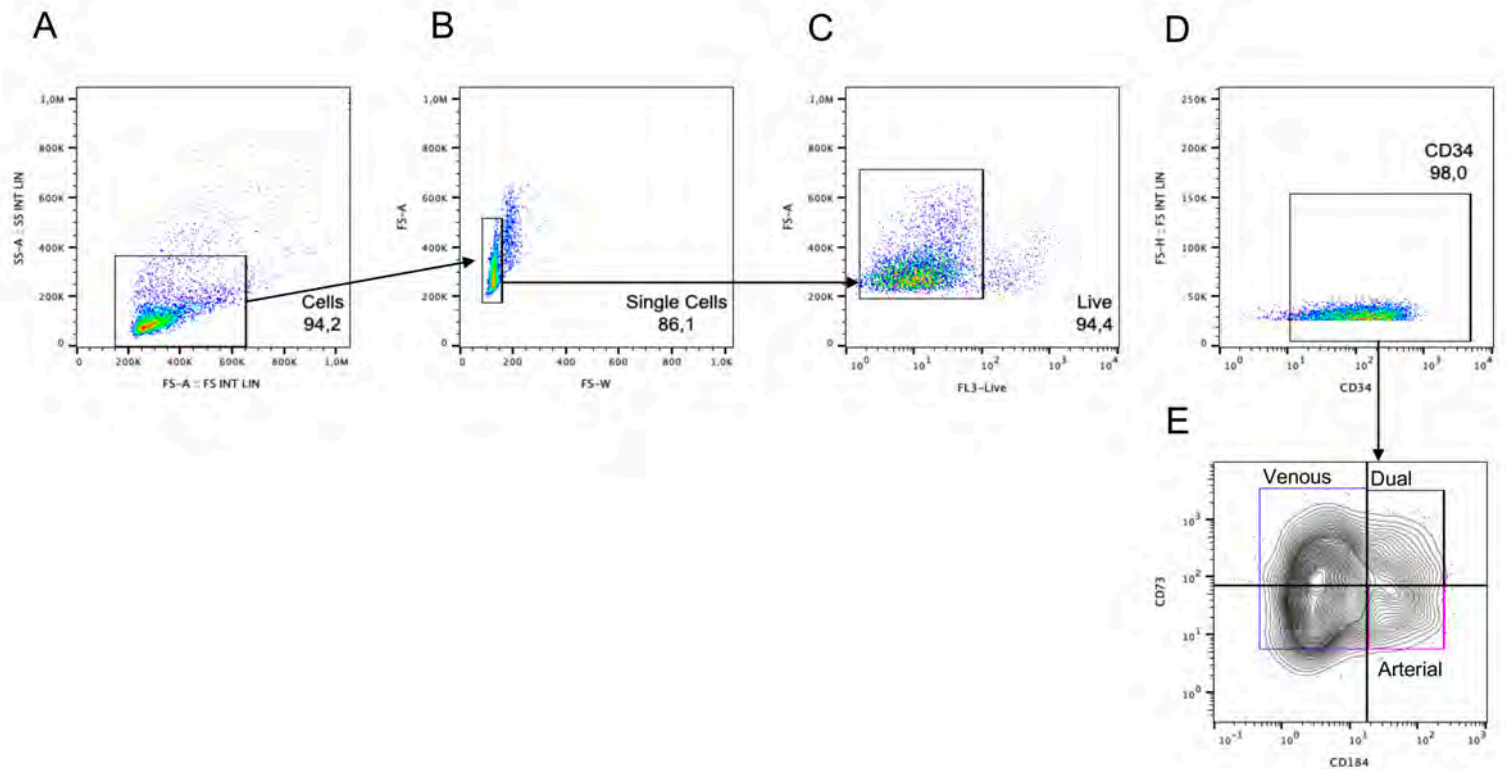 A
B
C
D
1,0M
800K
600K
400K
200K
0
SS-A :: SS INT LIN
Cells
94,2
0
200K
400K
600K
800K
1,0M
FS-A :: FS INT LIN
1,0M
800K
600K
400K
200K
0
FS-A
Single Cells
86,1
0
200
400
600
800
1,0K
FS-W
1,0M
800K
600K
400K
200K
0
FS-A
Live
94,4
10^0
10^1
10^2
10^3
10^4
FL3-Live
250K
200K
150K
100K
50K
0
FS-H :: FS INT LIN
CD34
98,0
10^0
10^1
10^2
10^3
10^4
CD34
E
Venous
Dual
10^3
10^2
10^1
10^0
CD73
Arterial
10^-1
10^0
10^1
10^2
10^3
CD184